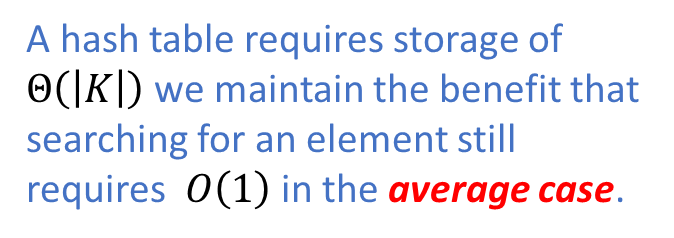 A hash table requires storage of
Θ(|K|) we maintain the benefit that
searching for an element still
requires O(1) in the average case.